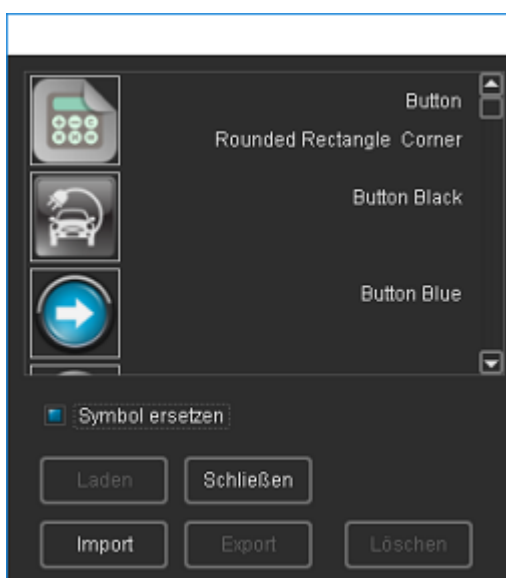 Button
Rounded Rectangle Corner
Button Black
Button Blue
Symbol ersetzen
Laden
Schließen
Import
Export
Löschen